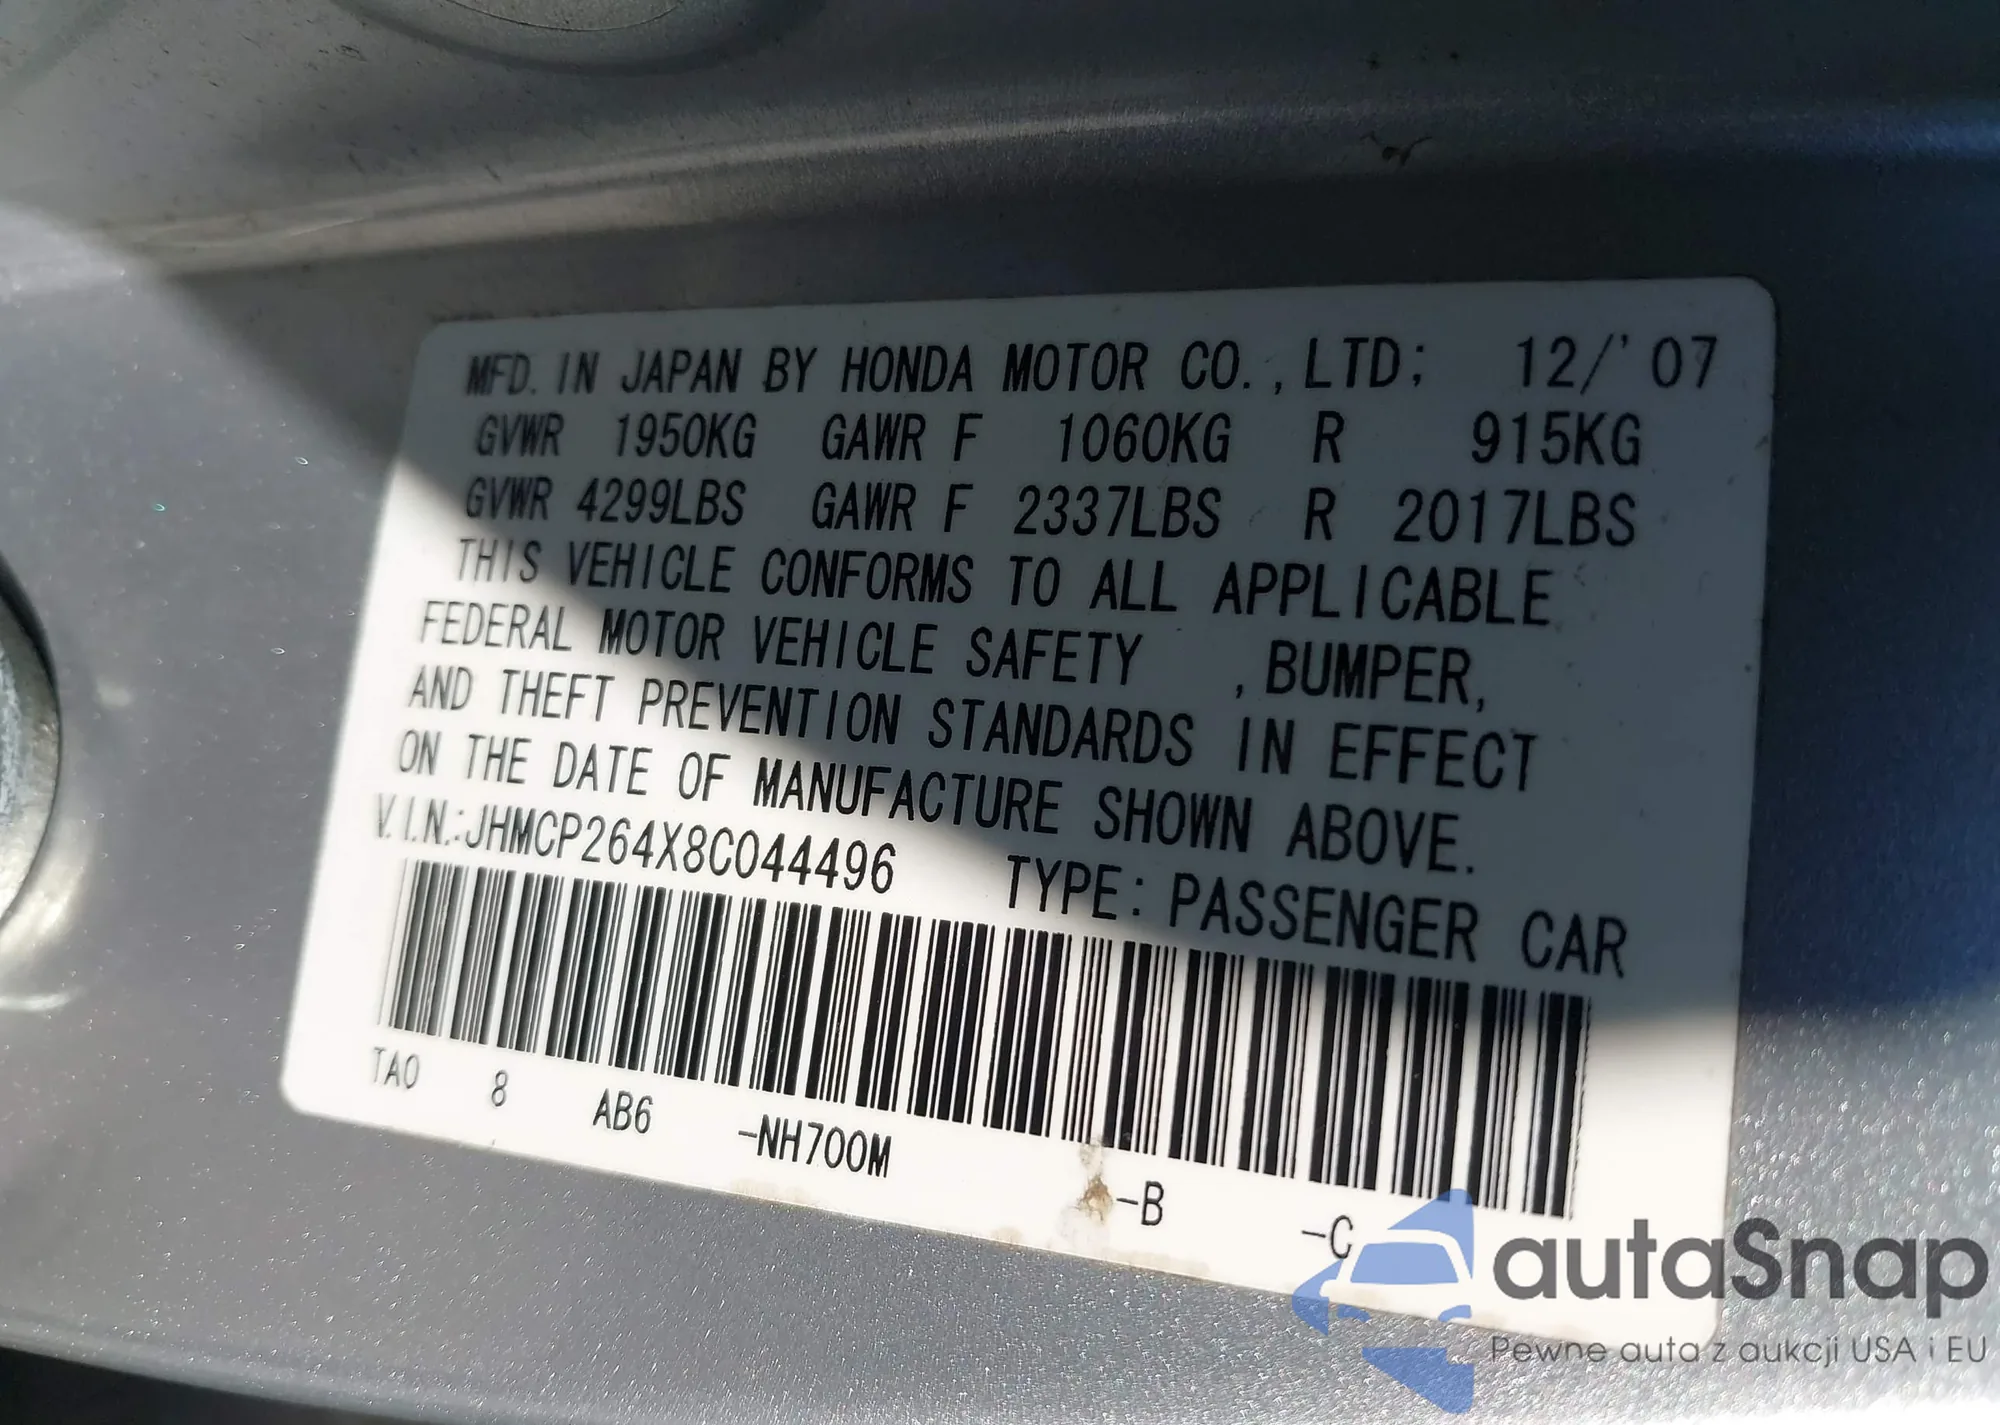 MFD. IN JAPAN BY HONDA MOTOR CO.,LTD; 12/'07
GVWR 1950KG GAWR F 1060KG R 915KG
GVWR 4299LBS GAWR F 2337LBS R 2017LBS
THIS VEHICLE CONFORMS TO ALL APPLICABLE
FEDERAL MOTOR VEHICLE SAFETY ,BUMPER,
AND THEFT PREVENTION STANDARDS IN EFFECT
ON THE DATE OF MANUFACTURE SHOWN ABOVE.
V.I.N.:JHMCP264X8C044496 TYPE: PASSENGER CAR
TA0 8 AB6 -NH700M -B -C
autaSnap
Pewne auta z aukcji USA i EU